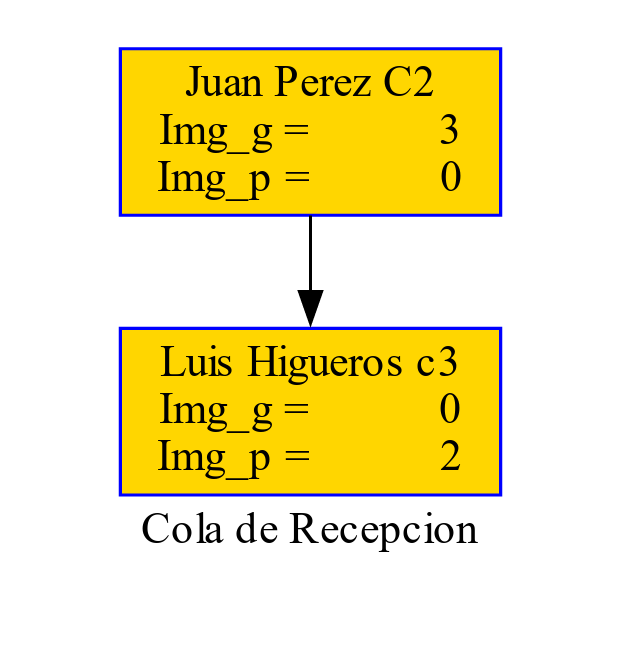 Juan Perez C2
Img_g = 3
Img_p = 0
Luis Higueros c3
Img_g = 0
Img_p = 2
Cola de Recepcion